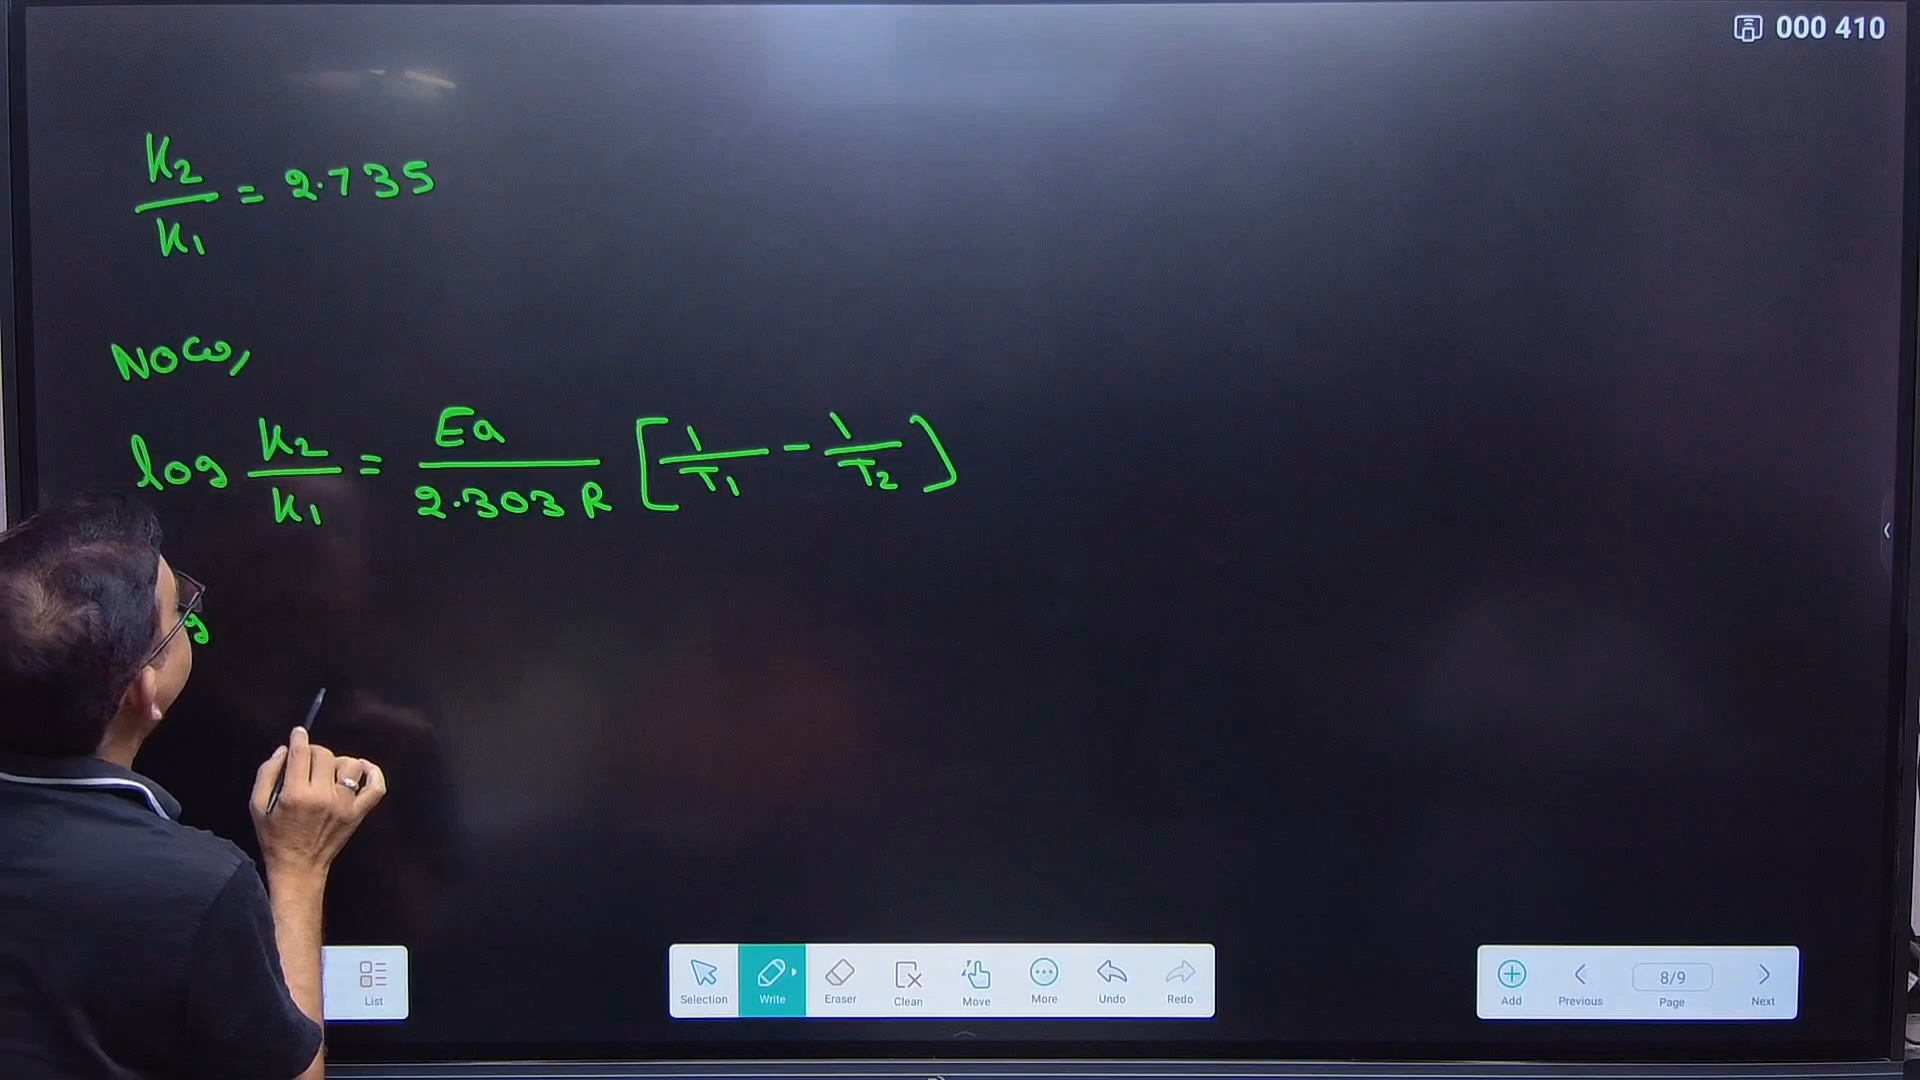 000 410
K2/K1 = 2.735
Now,
log K2/K1 = Ea/2.303 R [1/T1 - 1/T2]
g
List
Selection Write Eraser Clean Move More Undo Redo
Add Previous 8/9 Page Next